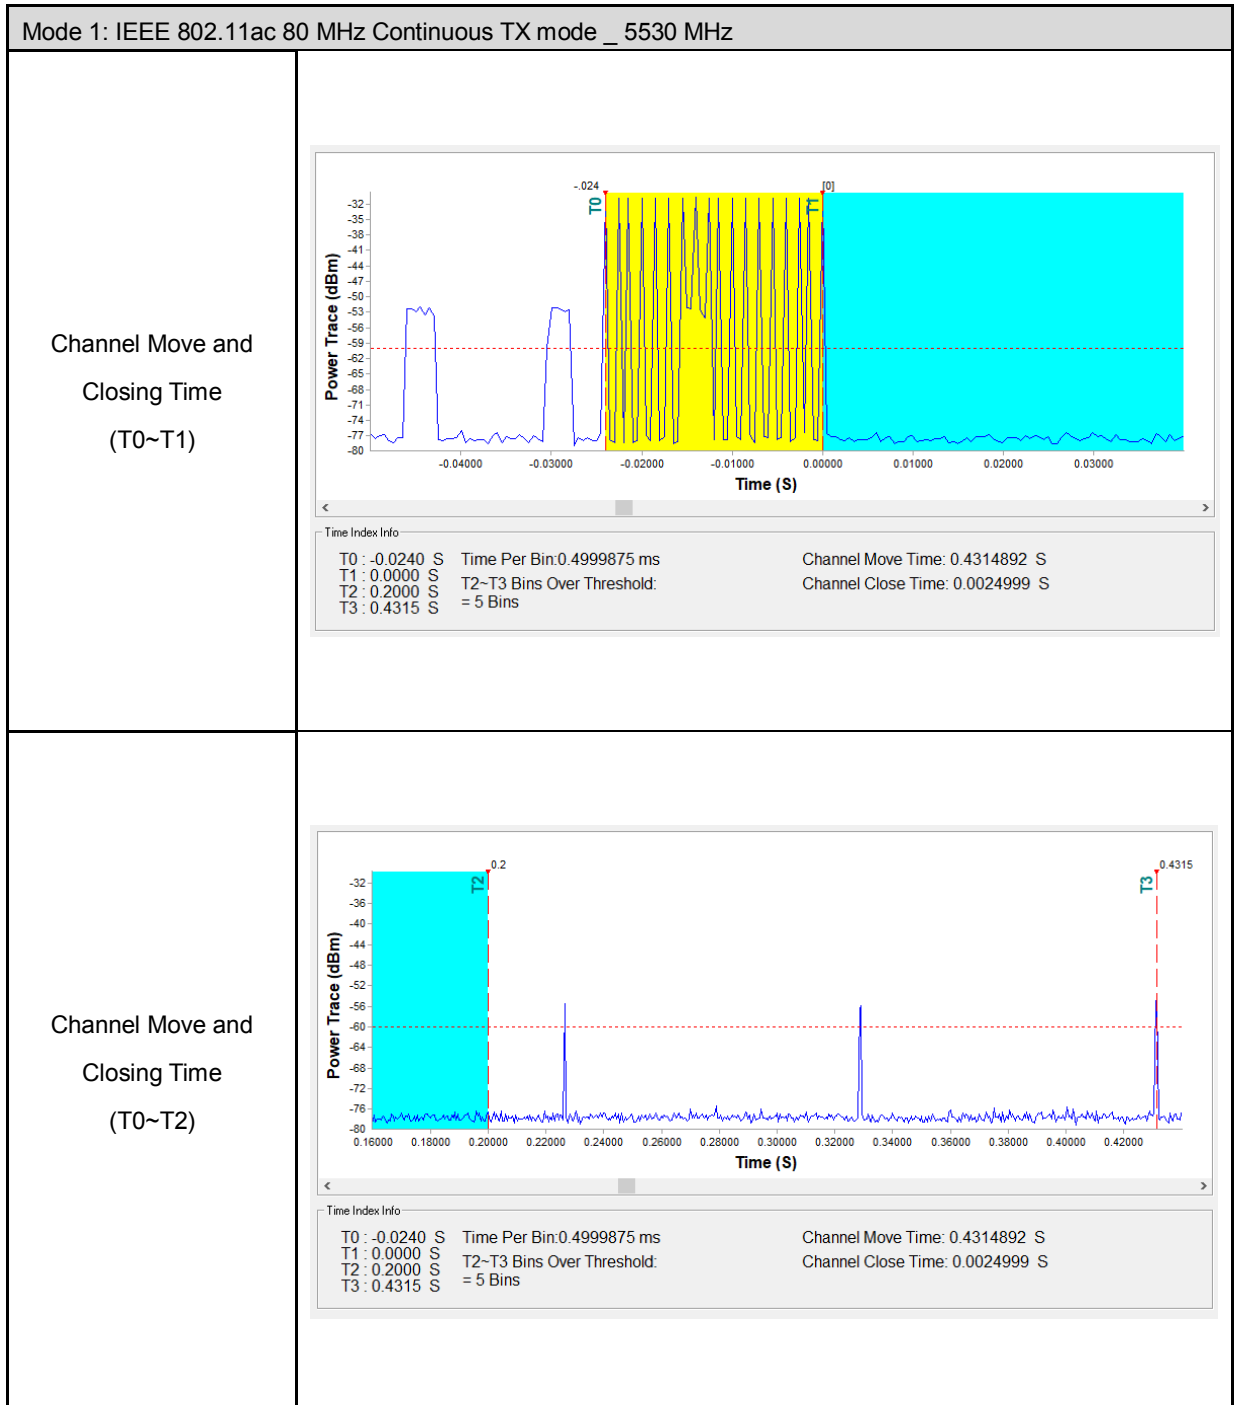 Mode 1: IEEE 802.11ac 80 MHz Continuous TX mode _ 5530 MHz
Channel Move and
Closing Time
(T0~T1)
-.024
[0]
T0
T1
Power Trace (dBm)
-32
-35
-38
-41
-44
-47
-50
-53
-56
-59
-62
-65
-68
-71
-74
-77
-80
-0.04000 -0.03000 -0.02000 -0.01000 0.00000 0.01000 0.02000 0.03000
Time (S)
Time Index Info
T0 : -0.0240 S Time Per Bin:0.4999875 ms Channel Move Time: 0.4314892 S
T1 : 0.0000 S
T2~T3 Bins Over Threshold: Channel Close Time: 0.0024999 S
T2 : 0.2000 S
= 5 Bins
T3 : 0.4315 S
Channel Move and
Closing Time
(T0~T2)
0.2
0.4315
T2
T3
Power Trace (dBm)
-32
-36
-40
-44
-48
-52
-56
-60
-64
-68
-72
-76
-80
0.16000 0.18000 0.20000 0.22000 0.24000 0.26000 0.28000 0.30000 0.32000 0.34000 0.36000 0.38000 0.40000 0.42000
Time (S)
Time Index Info
T0 : -0.0240 S Time Per Bin:0.4999875 ms Channel Move Time: 0.4314892 S
T1 : 0.0000 S
T2~T3 Bins Over Threshold: Channel Close Time: 0.0024999 S
T2 : 0.2000 S
= 5 Bins
T3 : 0.4315 S